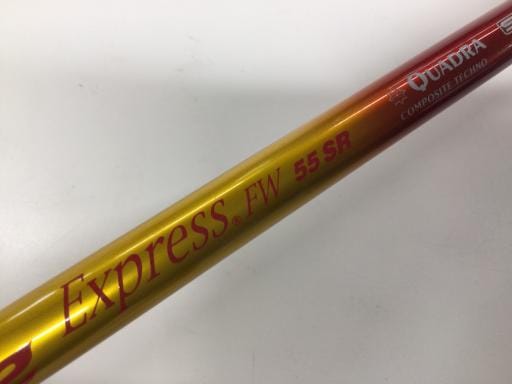 Express® FW 55 SR
QUADRA
COMPOSITE TECHNO